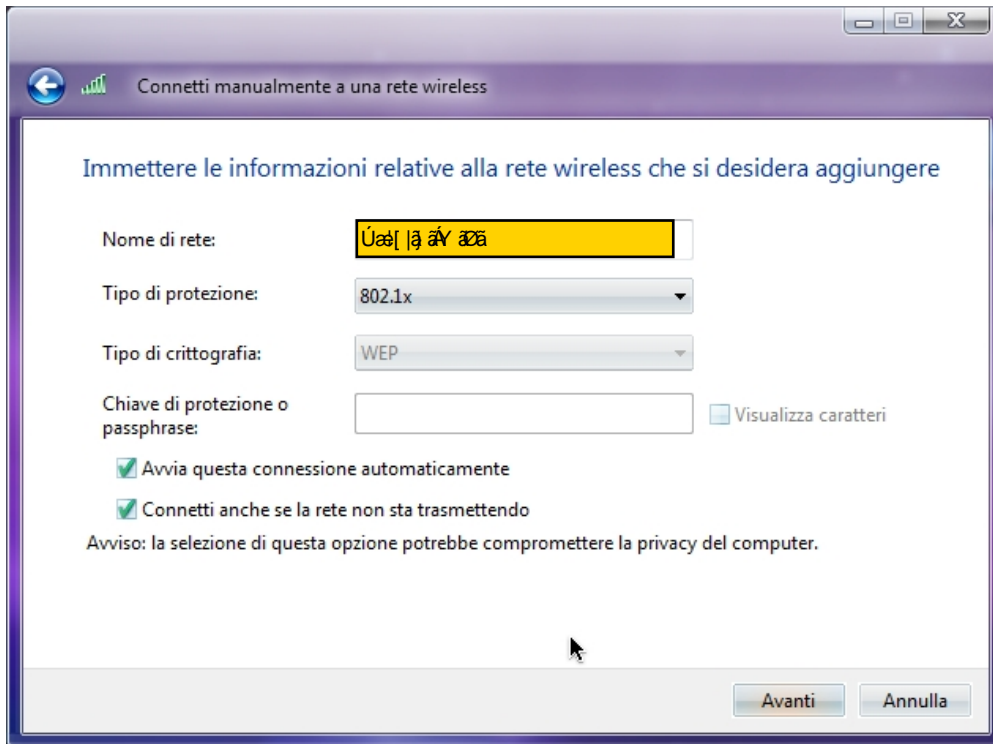 Connetti manualmente a una rete wireless
Immettere le informazioni relative alla rete wireless che si desidera aggiungere
Nome di rete:
Tipo di protezione:
802.1x
Tipo di crittografia:
WEP
Chiave di protezione o
passphrase:
Visualizza caratteri
Avvia questa connessione automaticamente
Connetti anche se la rete non sta trasmettendo
Avviso: la selezione di questa opzione potrebbe compromettere la privacy del computer.
Avanti
Annulla